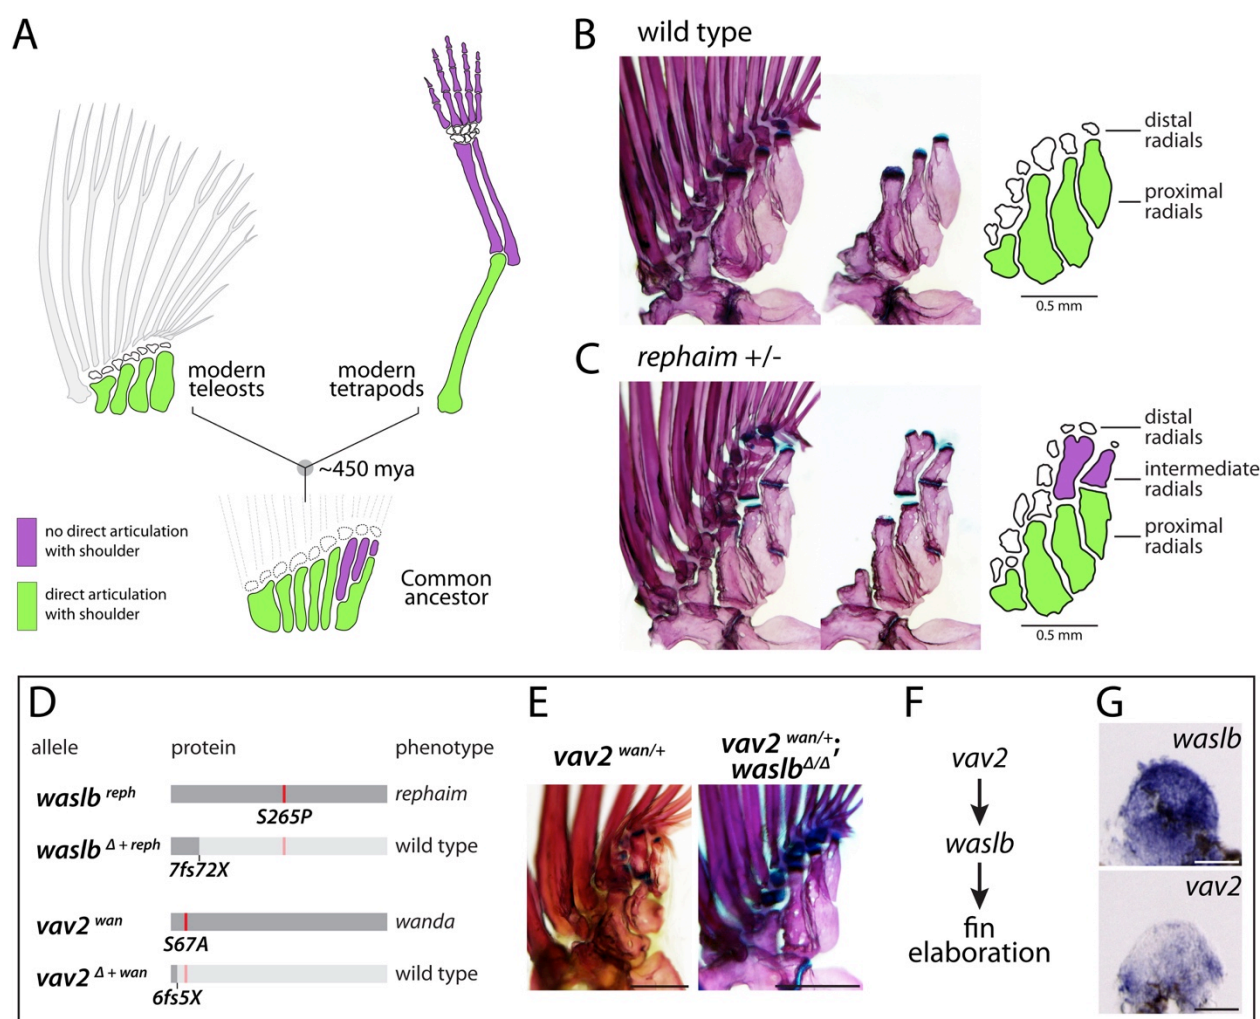 A
modern
teleosts
modern
tetrapods
~450 mya
no direct articulation
with shoulder
direct articulation
with shoulder
Common
ancestor
B
wild type
distal
radials
proximal
radials
0.5 mm
C
rephaim +/-
distal
radials
intermediate
radials
proximal
radials
0.5 mm
D
allele protein phenotype
waslb reph rephaim
S265P
waslb Δ + reph wild type
7fs72X
vav2 wan wanda
S67A
vav2 Δ + wan wild type
6fs5X
E
vav2 wan/+
vav2 wan/+;
waslb Δ/Δ
F
vav2
waslb
fin
elaboration
G
waslb
vav2